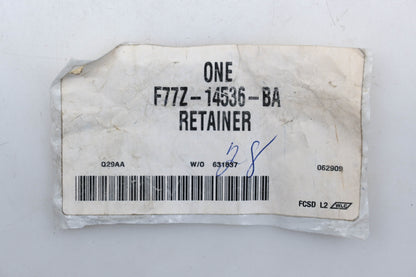 ONE
F77Z-14536-BA
RETAINER
28
Q29AA W/O 631837 062909
FCSD L2